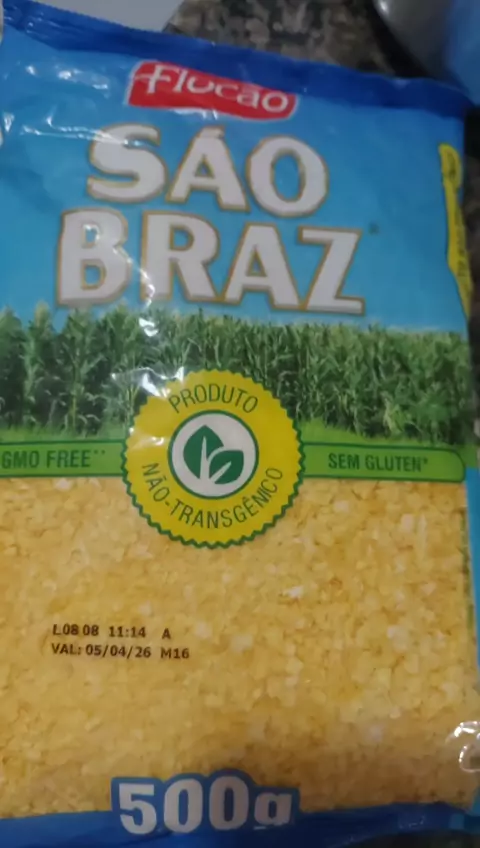 Flocão
SÃO
BRAZ
PRODUTO
NÃO-TRANSGÊNICO
GMO FREE**
SEM GLUTEN*
L08 08 11:14 A
VAL: 05/04/26 M16
500g